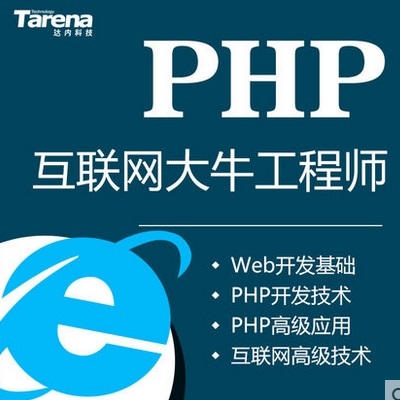 Technology
Tarena
达内科技
PHP
互联网大牛工程师
Web开发基础
PHP开发技术
PHP高级应用
互联网高级技术